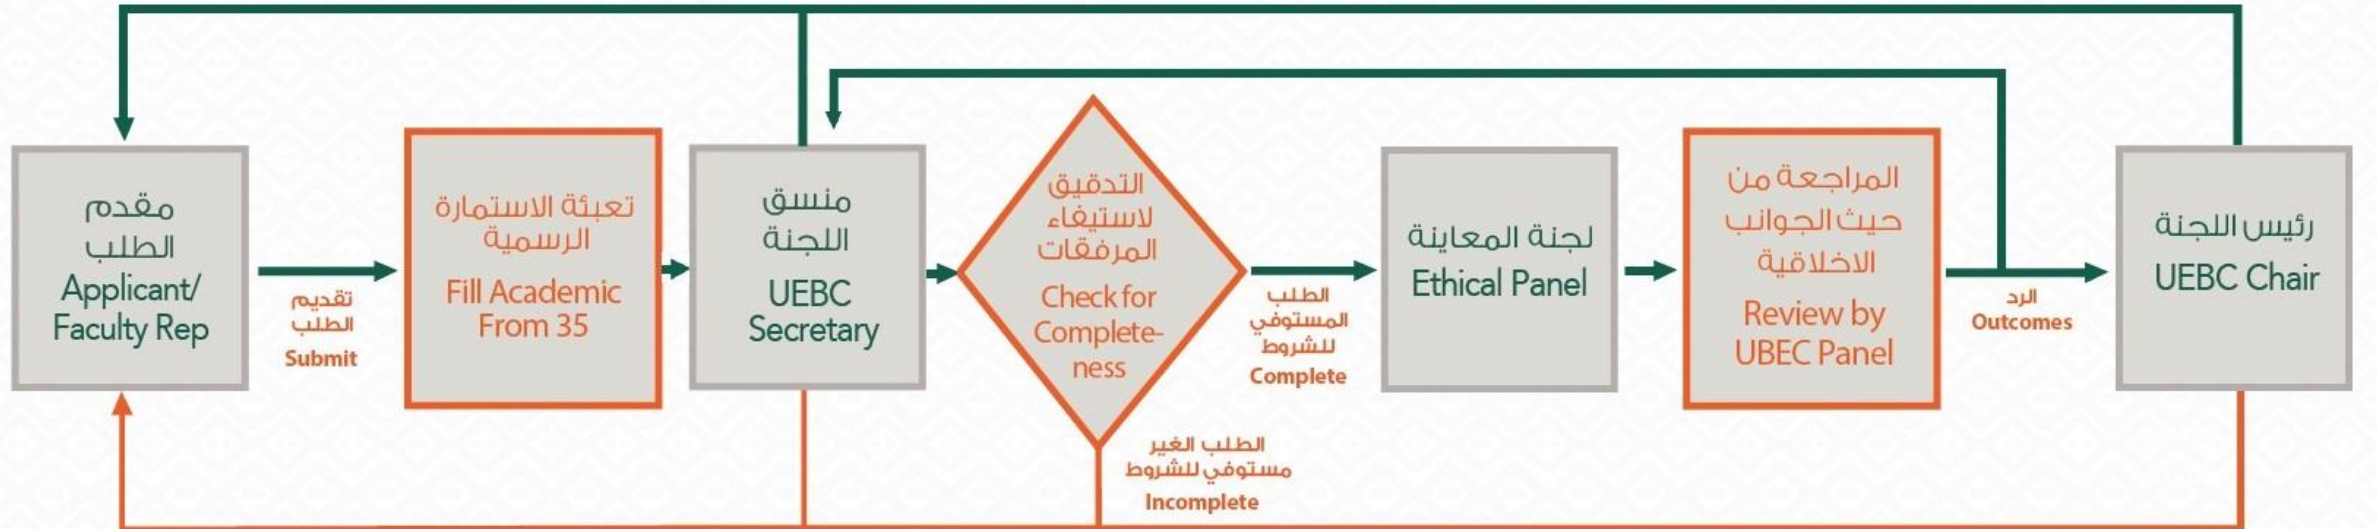 مقدم
الطلب
Applicant/
Faculty Rep
تقديم
الطلب
Submit
تعبئة الاستمارة
الرسمية
Fill Academic
From 35
منسق
اللجنة
UEBC
Secretary
التدقيق
لاستيفاء
المرفقات
Check for
Complete-
ness
الطلب
المستوفي
للشروط
Complete
الطلب الغير
مستوفي للشروط
Incomplete
لجنة المعاينة
Ethical Panel
المراجعة من
حيث الجوانب
الاخلاقية
Review by
UBEC Panel
الرد
Outcomes
رئيس اللجنة
UEBC Chair